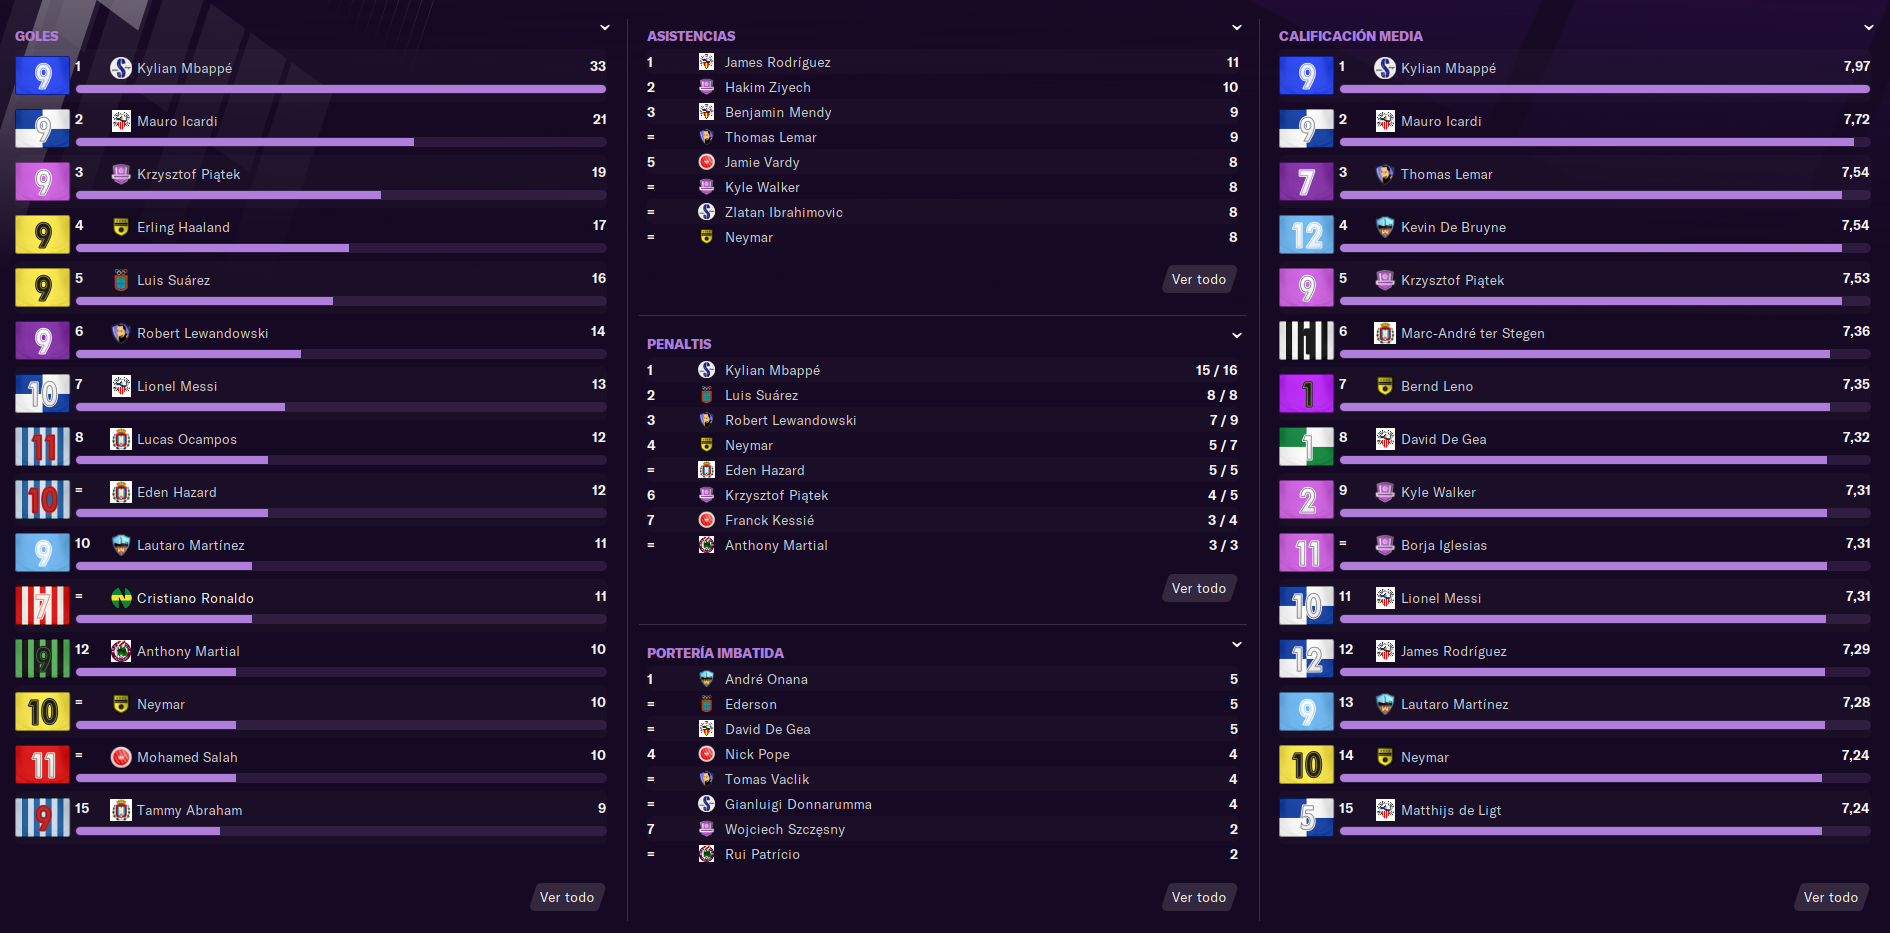 GOLES
9 1 Kylian Mbappé 33
9 2 Mauro Icardi 21
9 3 Krzysztof Piątek 19
9 4 Erling Haaland 17
9 5 Luis Suárez 16
9 6 Robert Lewandowski 14
10 7 Lionel Messi 13
11 8 Lucas Ocampos 12
10 = Eden Hazard 12
9 10 Lautaro Martínez 11
7 = Cristiano Ronaldo 11
9 12 Anthony Martial 10
10 = Neymar 10
11 = Mohamed Salah 10
9 15 Tammy Abraham 9
Ver todo
ASISTENCIAS
1 James Rodríguez 11
2 Hakim Ziyech 10
3 Benjamin Mendy 9
= Thomas Lemar 9
5 Jamie Vardy 8
= Kyle Walker 8
= Zlatan Ibrahimovic 8
= Neymar 8
Ver todo
PENALTIS
1 Kylian Mbappé 15 / 16
2 Luis Suárez 8 / 8
3 Robert Lewandowski 7 / 9
4 Neymar 5 / 7
= Eden Hazard 5 / 5
6 Krzysztof Piątek 4 / 5
7 Franck Kessié 3 / 4
= Anthony Martial 3 / 3
Ver todo
PORTERÍA IMBATIDA
1 André Onana 5
= Ederson 5
= David De Gea 5
4 Nick Pope 4
= Tomas Vaclik 4
= Gianluigi Donnarumma 4
7 Wojciech Szczęsny 2
= Rui Patrício 2
Ver todo
CALIFICACIÓN MEDIA
9 1 Kylian Mbappé 7,97
9 2 Mauro Icardi 7,72
7 3 Thomas Lemar 7,54
12 4 Kevin De Bruyne 7,54
9 5 Krzysztof Piątek 7,53
1 6 Marc-André ter Stegen 7,36
1 7 Bernd Leno 7,35
1 8 David De Gea 7,32
2 9 Kyle Walker 7,31
11 = Borja Iglesias 7,31
10 11 Lionel Messi 7,31
12 12 James Rodríguez 7,29
9 13 Lautaro Martínez 7,28
10 14 Neymar 7,24
5 15 Matthijs de Ligt 7,24
Ver todo